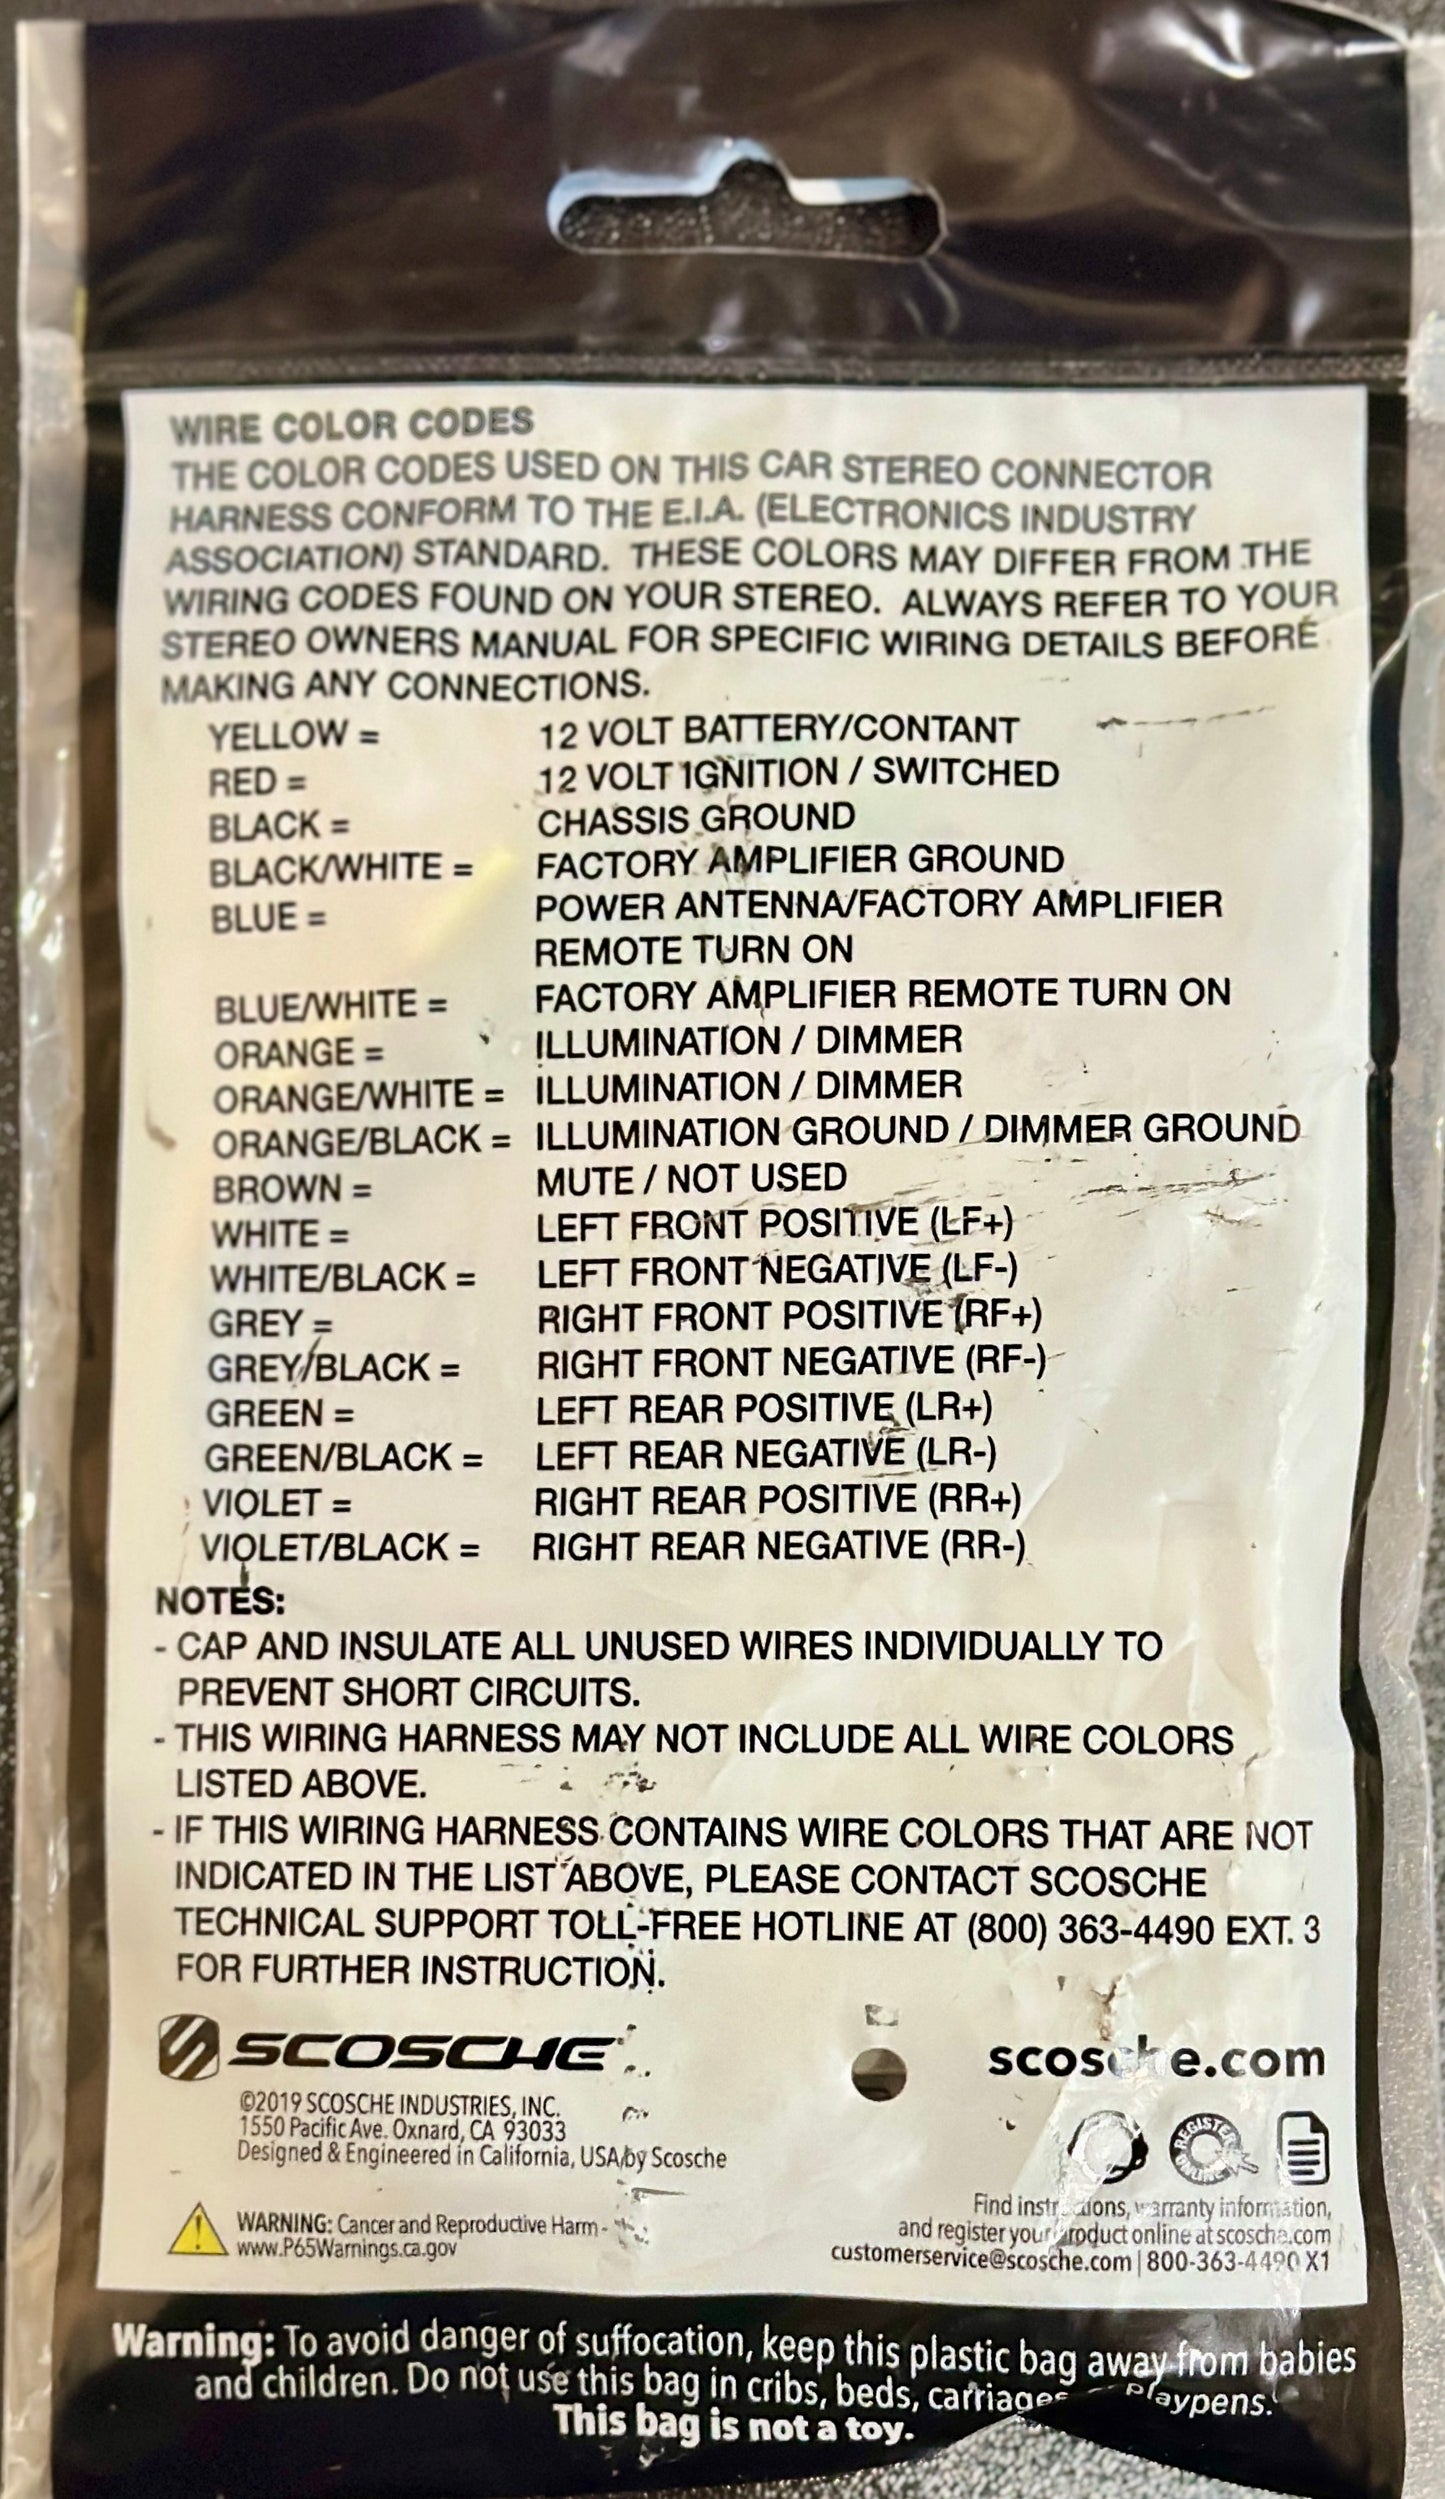 WIRE COLOR CODES
THE COLOR CODES USED ON THIS CAR STEREO CONNECTOR
HARNESS CONFORM TO THE E.I.A. (ELECTRONICS INDUSTRY
ASSOCIATION) STANDARD. THESE COLORS MAY DIFFER FROM THE
WIRING CODES FOUND ON YOUR STEREO. ALWAYS REFER TO YOUR
STEREO OWNERS MANUAL FOR SPECIFIC WIRING DETAILS BEFORE
MAKING ANY CONNECTIONS.
YELLOW = 12 VOLT BATTERY/CONTANT
RED = 12 VOLT IGNITION / SWITCHED
BLACK = CHASSIS GROUND
BLACK/WHITE = FACTORY AMPLIFIER GROUND
BLUE = POWER ANTENNA/FACTORY AMPLIFIER
REMOTE TURN ON
BLUE/WHITE = FACTORY AMPLIFIER REMOTE TURN ON
ORANGE = ILLUMINATION / DIMMER
ORANGE/WHITE = ILLUMINATION / DIMMER
ORANGE/BLACK = ILLUMINATION GROUND / DIMMER GROUND
BROWN = MUTE / NOT USED
WHITE = LEFT FRONT POSITIVE (LF+)
WHITE/BLACK = LEFT FRONT NEGATIVE (LF-)
GREY = RIGHT FRONT POSITIVE (RF+)
GREY/BLACK = RIGHT FRONT NEGATIVE (RF-)
GREEN = LEFT REAR POSITIVE (LR+)
GREEN/BLACK = LEFT REAR NEGATIVE (LR-)
VIOLET = RIGHT REAR POSITIVE (RR+)
VIOLET/BLACK = RIGHT REAR NEGATIVE (RR-)
NOTES:
- CAP AND INSULATE ALL UNUSED WIRES INDIVIDUALLY TO
PREVENT SHORT CIRCUITS.
- THIS WIRING HARNESS MAY NOT INCLUDE ALL WIRE COLORS
LISTED ABOVE.
- IF THIS WIRING HARNESS CONTAINS WIRE COLORS THAT ARE NOT
INDICATED IN THE LIST ABOVE, PLEASE CONTACT SCOSCHE
TECHNICAL SUPPORT TOLL-FREE HOTLINE AT (800) 363-4490 EXT. 3
FOR FURTHER INSTRUCTION.
SCOSCHE
©2019 SCOSCHE INDUSTRIES, INC.
1550 Pacific Ave. Oxnard, CA 93033
Designed & Engineered in California, USA by Scosche
WARNING: Cancer and Reproductive Harm -
www.P65Warnings.ca.gov
scosche.com
REGISTER ONLINE
Find instructions, warranty information,
and register your product online at scosche.com
customerservice@scosche.com | 800-363-4490 X1
Warning: To avoid danger of suffocation, keep this plastic bag away from babies
and children. Do not use this bag in cribs, beds, carriages Playpens.
This bag is not a toy.